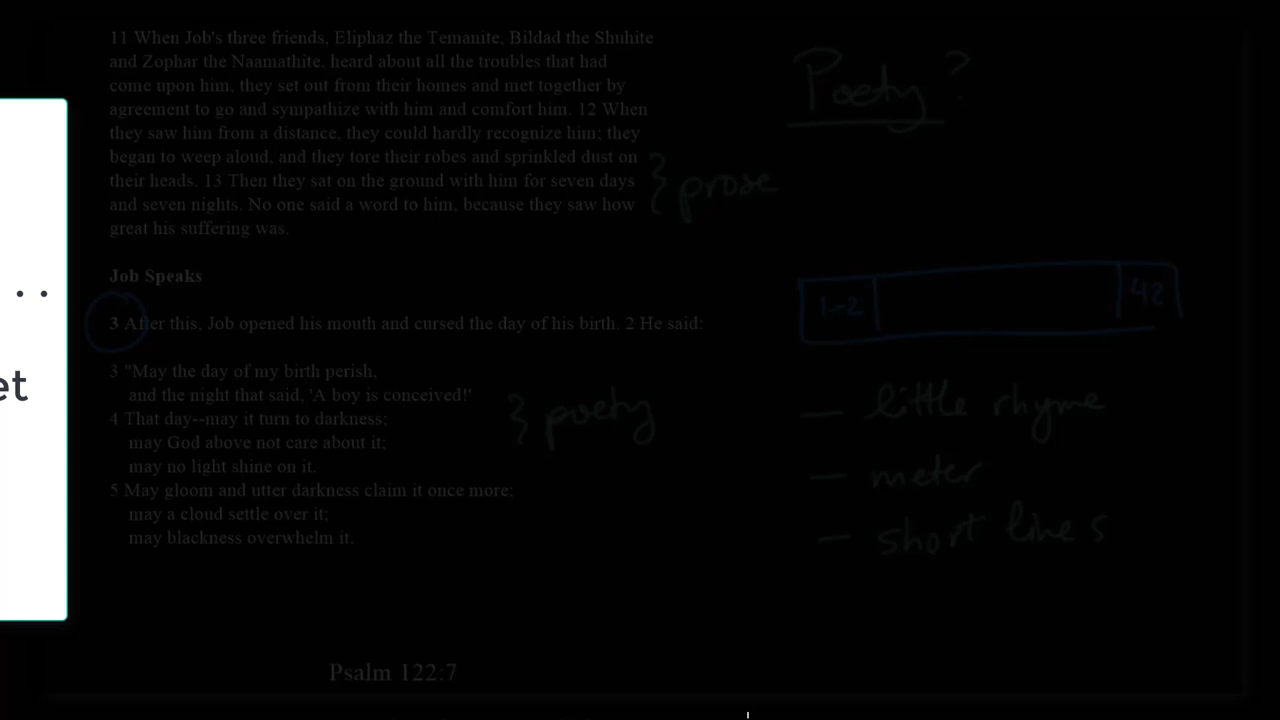 11 When Job's three friends, Eliphaz the Temanite, Bildad the Shuhite
and Zophar the Naamathite, heard about all the troubles that had
come upon him, they set out from their homes and met together by
agreement to go and sympathize with him and comfort him. 12 When
they saw him from a distance, they could hardly recognize him; they
began to weep aloud, and they tore their robes and sprinkled dust on
their heads. 13 Then they sat on the ground with him for seven days
and seven nights. No one said a word to him, because they saw how
great his suffering was.
} prose
Job Speaks
3 After this, Job opened his mouth and cursed the day of his birth. 2 He said:
3 "May the day of my birth perish,
and the night that said, 'A boy is conceived!'
4 That day--may it turn to darkness;
may God above not care about it;
may no light shine on it.
5 May gloom and utter darkness claim it once more;
may a cloud settle over it;
may blackness overwhelm it.
} poetry
Psalm 122:7
Poetry?
1-2
42
— little rhyme
— meter
— short lines
..
et